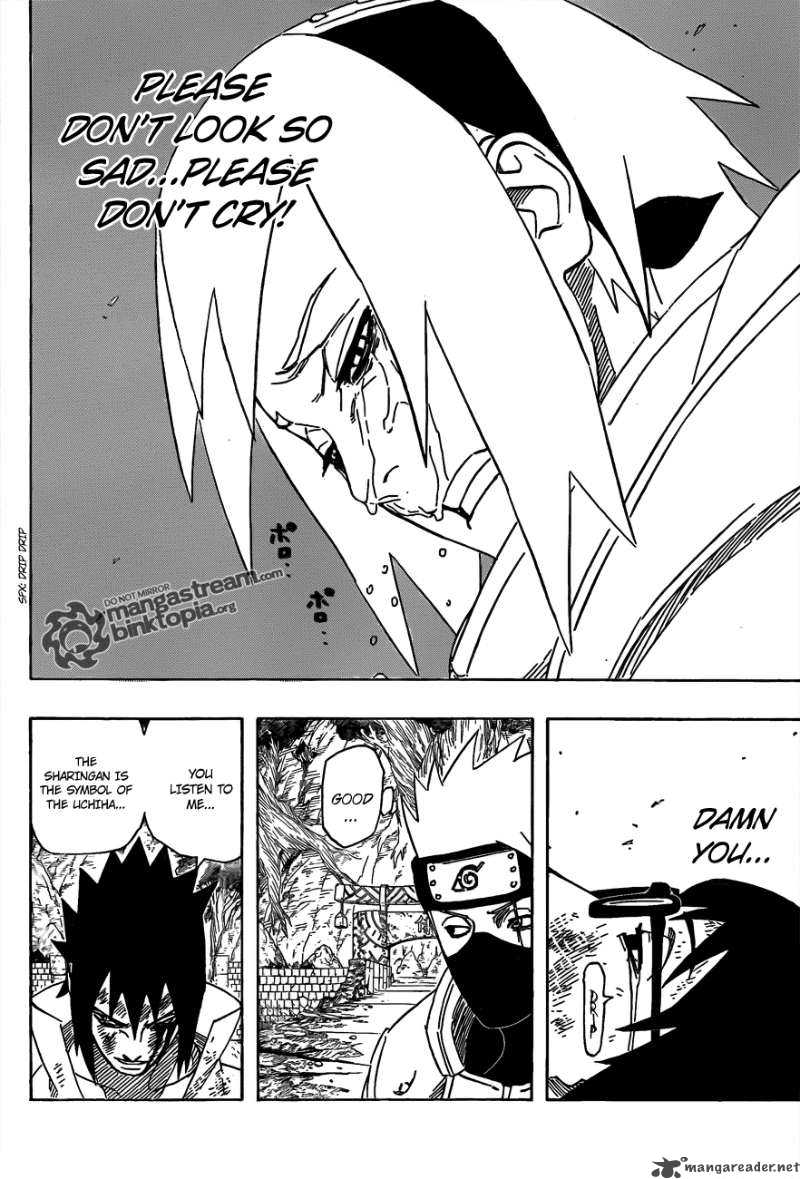 PLEASE
DON'T LOOK SO
SAD...PLEASE
DON'T CRY!
ポロ..
ポロ..
SFX: DRIP DRIP
DO NOT MIRROR
mangastream.com
binktopia.org
DAMN
YOU...
GOOD
...
YOU
LISTEN TO
ME...
THE
SHARINGAN IS
THE SYMBOL OF
THE UCHIHA...
mangareader.net